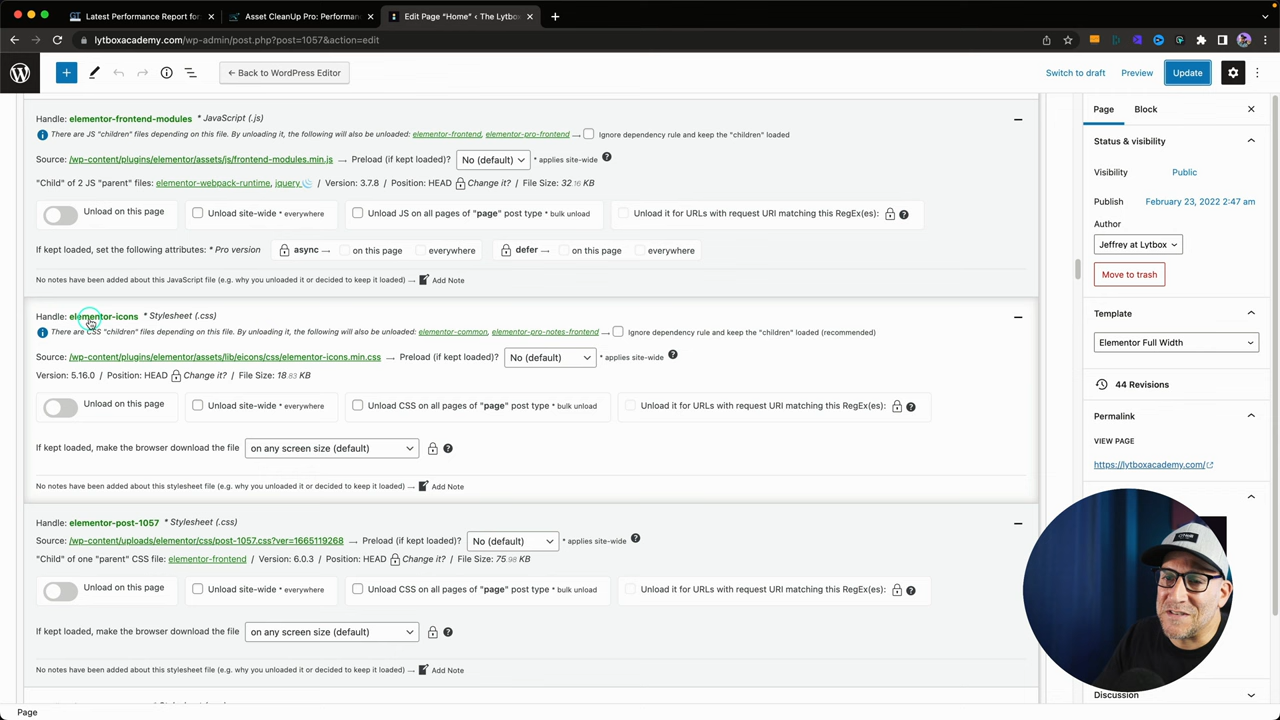 Latest Performance Report for
Asset CleanUp Pro: Performan
Edit Page "Home" ‹ The Lytbox
lytboxacademy.com/wp-admin/post.php?post=1057&action=edit
← Back to WordPress Editor
Switch to draft
Preview
Update
Handle: elementor-frontend-modules * JavaScript (.js)
There are JS "children" files depending on this file. By unloading it, the following will also be unloaded: elementor-frontend, elementor-pro-frontend → Ignore dependency rule and keep the "children" loaded
Source: /wp-content/plugins/elementor/assets/js/frontend-modules.min.js → Preload (if kept loaded)? No (default) * applies site-wide
"Child" of 2 JS "parent" files: elementor-webpack-runtime, jquery / Version: 3.7.8 / Position: HEAD Change it? / File Size: 32.16 KB
Unload on this page
Unload site-wide * everywhere
Unload JS on all pages of "page" post type * bulk unload
Unload it for URLs with request URI matching this RegEx(es):
If kept loaded, set the following attributes: * Pro version async → on this page everywhere defer → on this page everywhere
No notes have been added about this JavaScript file (e.g. why you unloaded it or decided to keep it loaded) → Add Note
Handle: elementor-icons * Stylesheet (.css)
There are CSS "children" files depending on this file. By unloading it, the following will also be unloaded: elementor-common, elementor-pro-notes-frontend → Ignore dependency rule and keep the "children" loaded (recommended)
Source: /wp-content/plugins/elementor/assets/lib/eicons/css/elementor-icons.min.css → Preload (if kept loaded)? No (default) * applies site-wide
Version: 5.16.0 / Position: HEAD Change it? / File Size: 18.83 KB
Unload on this page
Unload site-wide * everywhere
Unload CSS on all pages of "page" post type * bulk unload
Unload it for URLs with request URI matching this RegEx(es):
If kept loaded, make the browser download the file on any screen size (default)
No notes have been added about this stylesheet file (e.g. why you unloaded it or decided to keep it loaded) → Add Note
Handle: elementor-post-1057 * Stylesheet (.css)
Source: /wp-content/uploads/elementor/css/post-1057.css?ver=1665119268 → Preload (if kept loaded)? No (default) * applies site-wide
"Child" of one "parent" CSS file: elementor-frontend / Version: 6.0.3 / Position: HEAD Change it? / File Size: 75.98 KB
Unload on this page
Unload site-wide * everywhere
Unload CSS on all pages of "page" post type * bulk unload
Unload it for URLs with request URI matching this RegEx(es):
If kept loaded, make the browser download the file on any screen size (default)
No notes have been added about this stylesheet file (e.g. why you unloaded it or decided to keep it loaded) → Add Note
Page
Page
Block
Status & visibility
Visibility
Public
Publish
February 23, 2022 2:47 am
Author
Jeffrey at Lytbox
Move to trash
Template
Elementor Full Width
44 Revisions
Permalink
VIEW PAGE
https://lytboxacademy.com/
Discussion